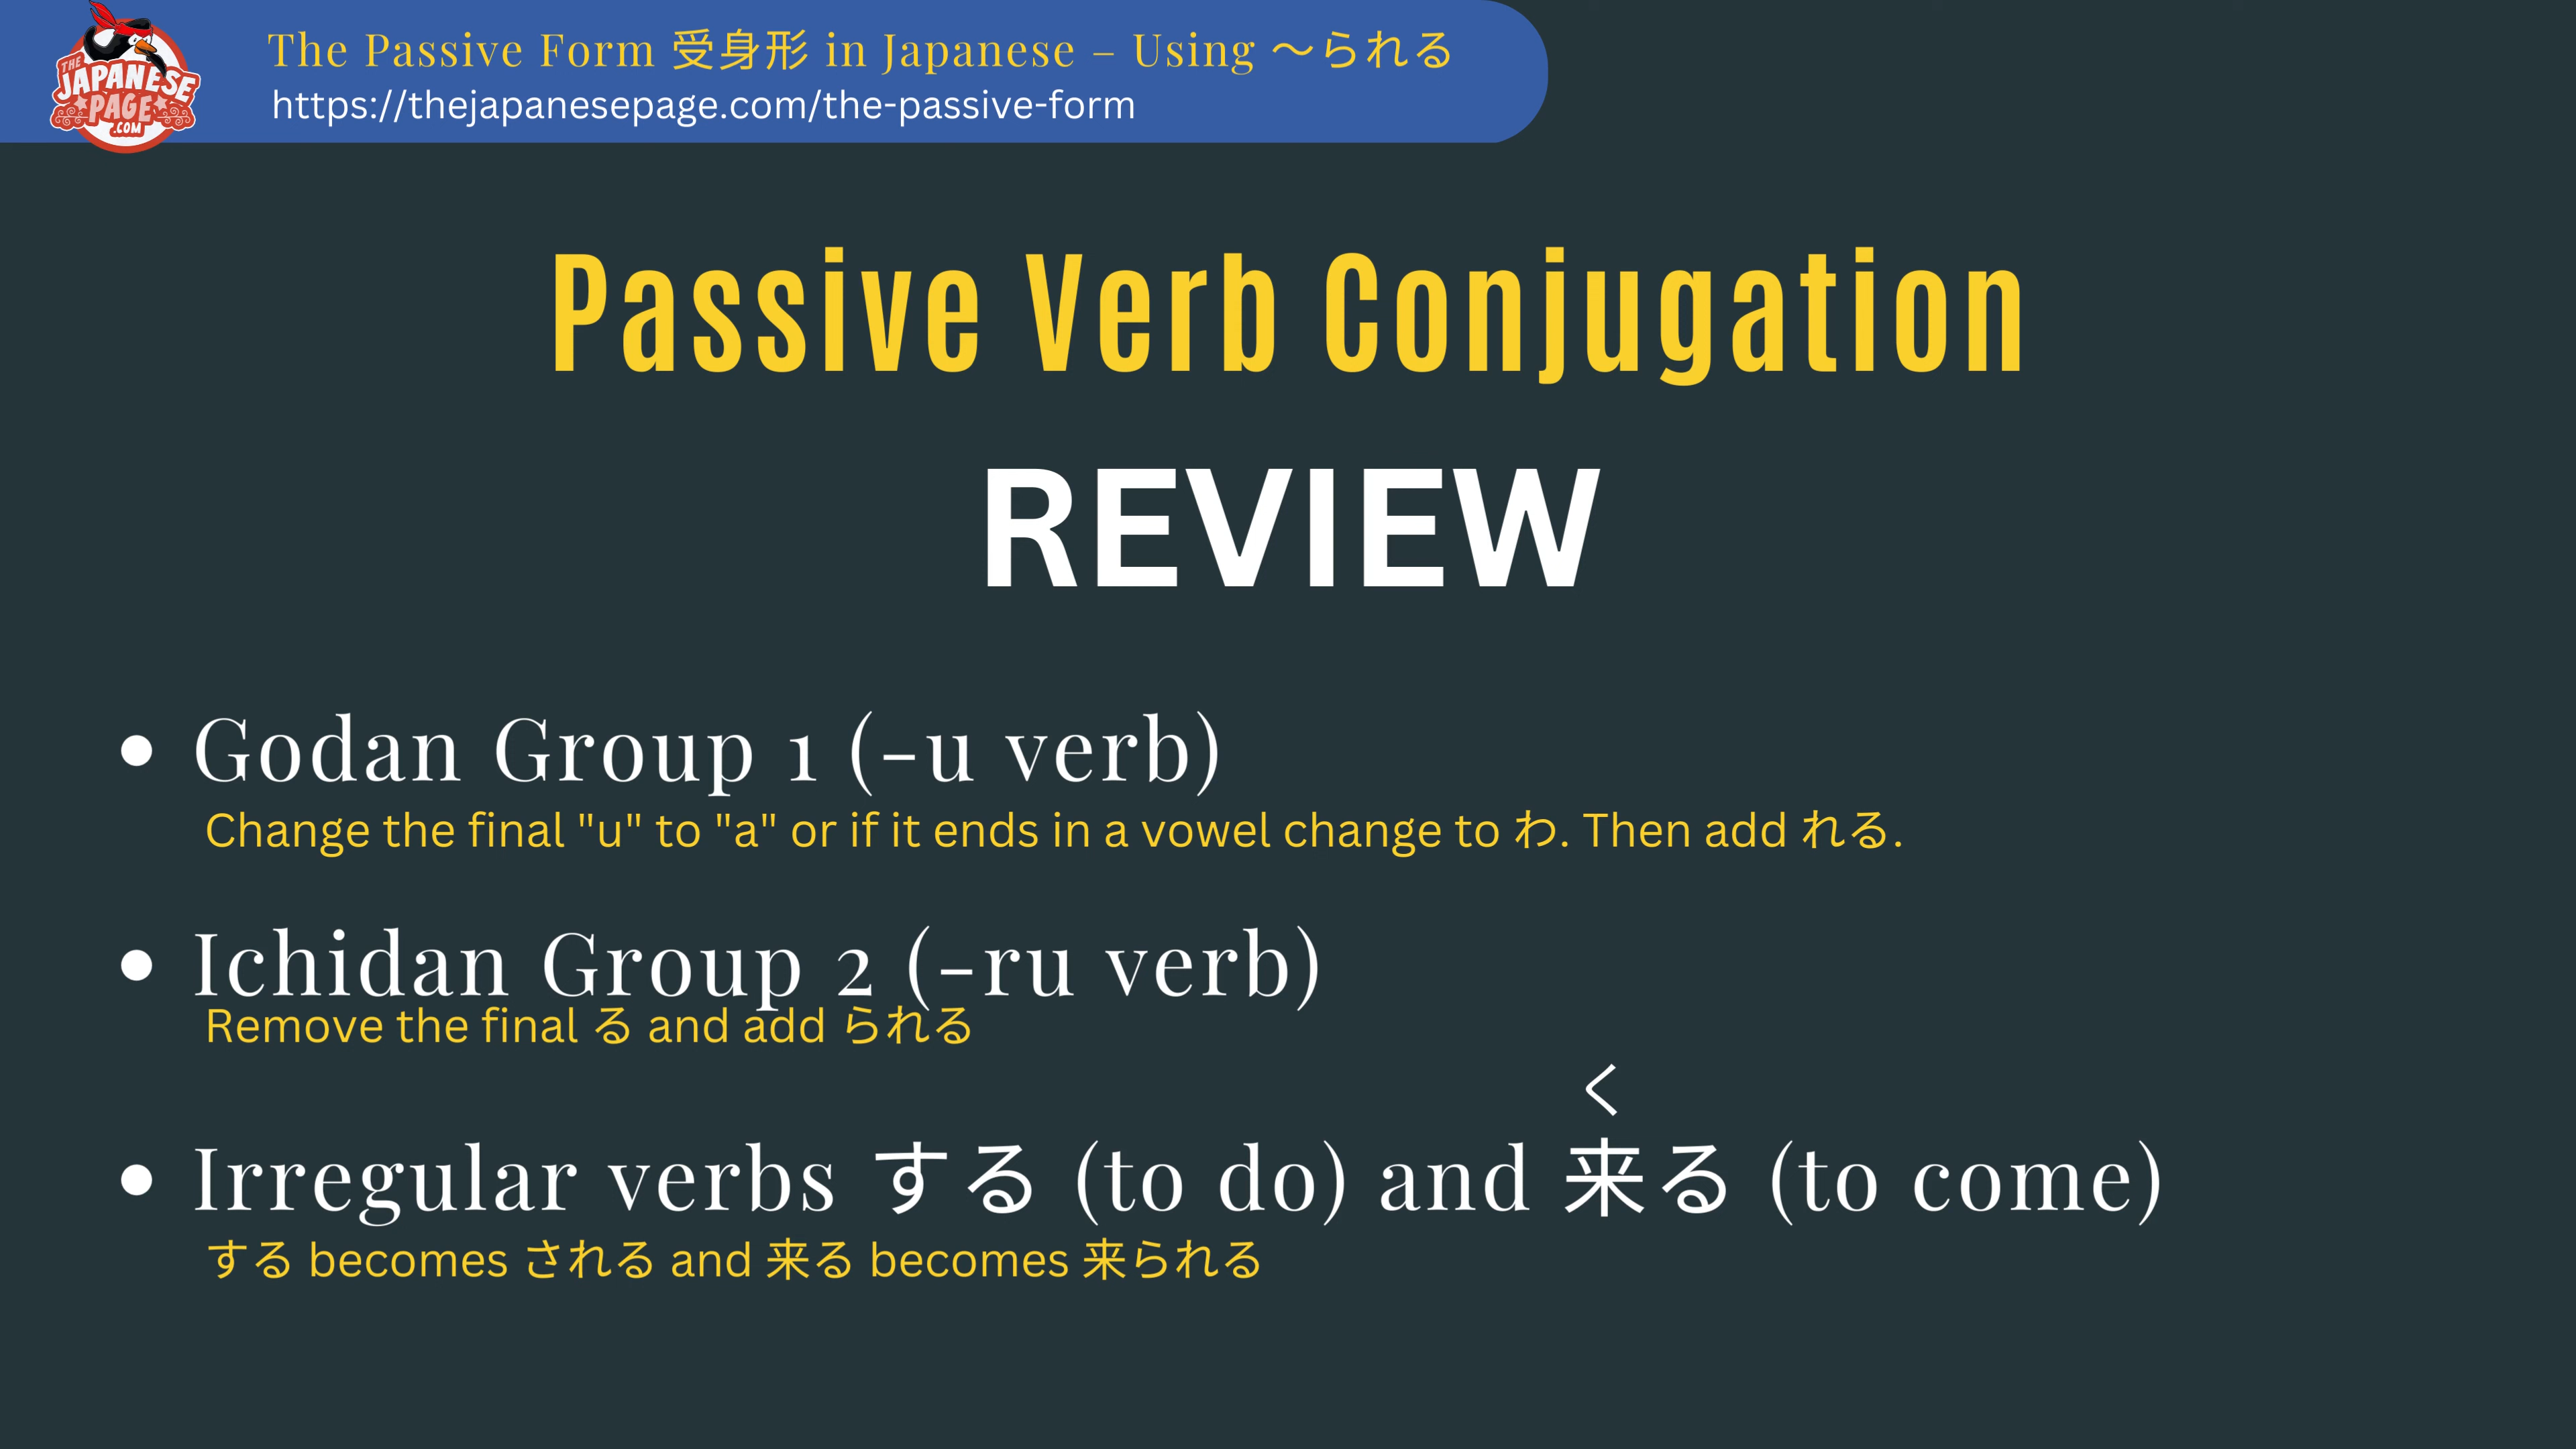 THE
JAPANESE
PAGE
.COM
The Passive Form 受身形 in Japanese – Using 〜られる
https://thejapanesepage.com/the-passive-form
Passive Verb Conjugation
REVIEW
• Godan Group 1 (-u verb)
Change the final "u" to "a" or if it ends in a vowel change to わ. Then add れる.
• Ichidan Group 2 (-ru verb)
Remove the final る and add られる
く
• Irregular verbs する (to do) and 来る (to come)
する becomes される and 来る becomes 来られる